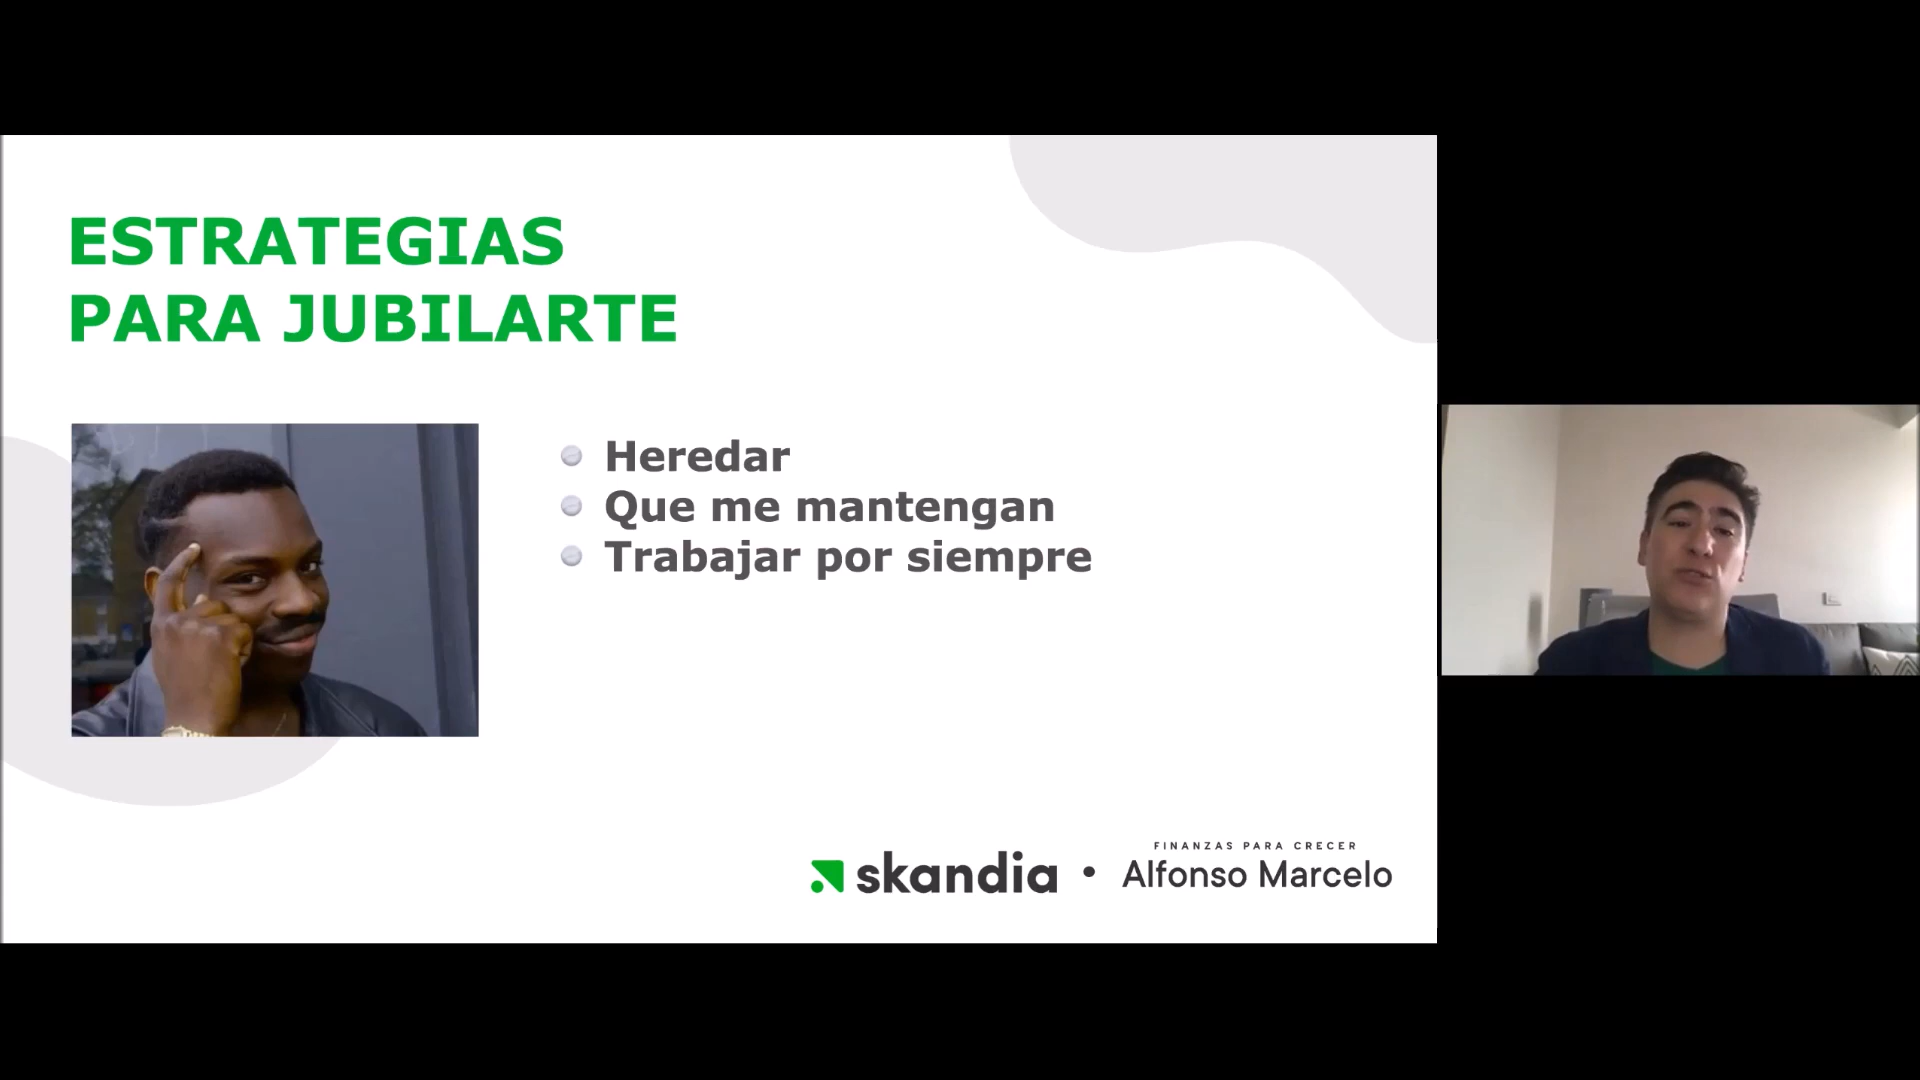 ESTRATEGIAS
PARA JUBILARTE
Heredar
Que me mantengan
Trabajar por siempre
skandia • FINANZAS PARA CRECER
Alfonso Marcelo